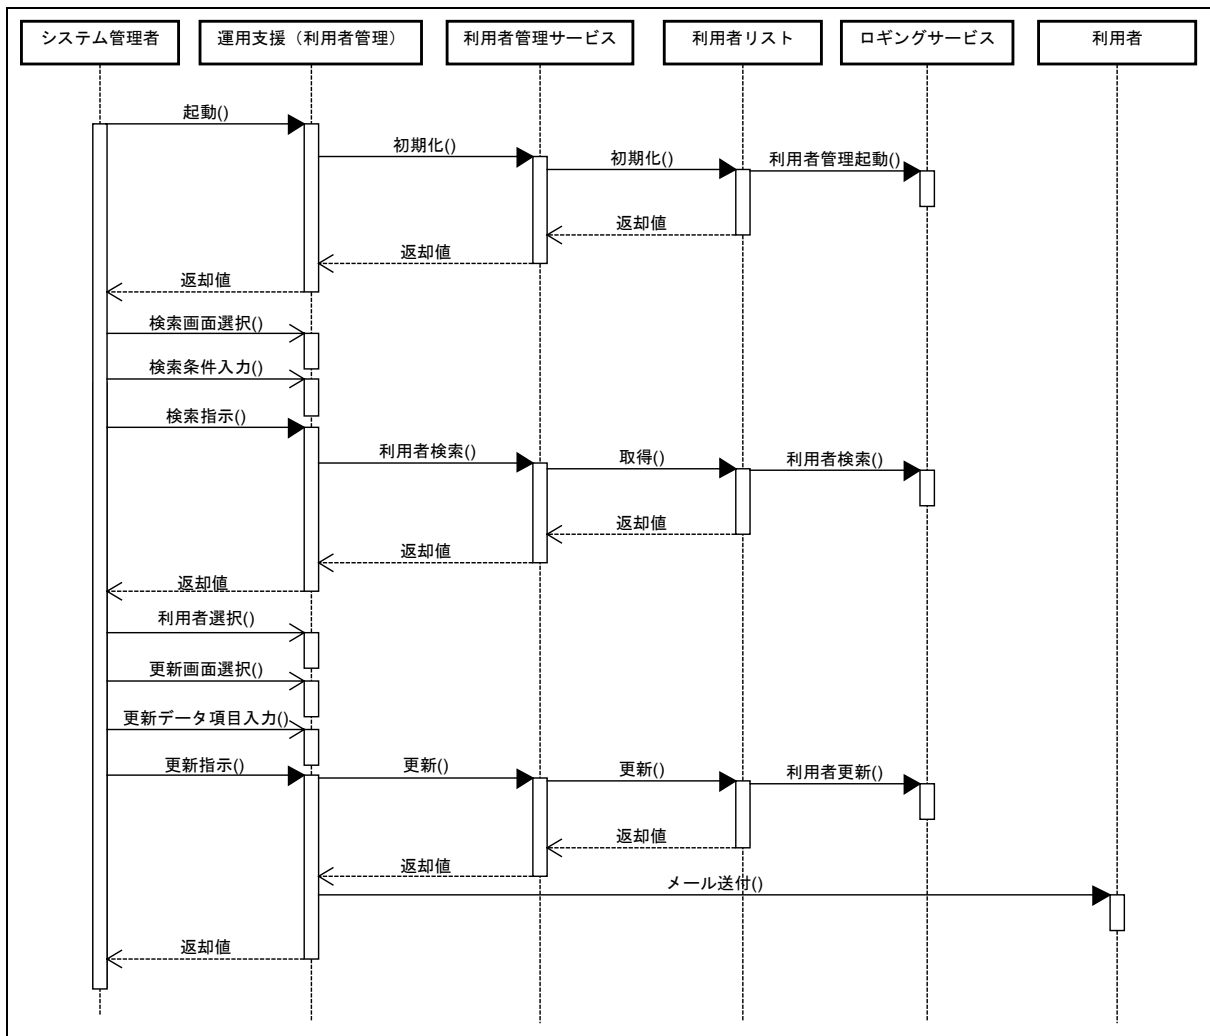 システム管理者
運用支援（利用者管理）
利用者管理サービス
利用者リスト
ロギングサービス
利用者
起動()
初期化()
初期化()
利用者管理起動()
返却値
返却値
返却値
検索画面選択()
検索条件入力()
検索指示()
利用者検索()
取得()
利用者検索()
返却値
返却値
返却値
利用者選択()
更新画面選択()
更新データ項目入力()
更新指示()
更新()
更新()
利用者更新()
返却値
返却値
メール送付()
返却値